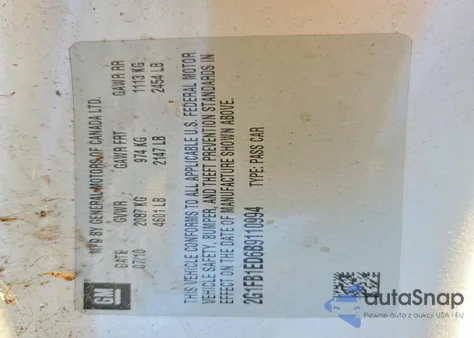 GM
MFD BY GENERAL MOTORS OF CANADA LTD.
DATE GVWR GAWR FRT GAWR RR
07/10 2087 KG 974 KG 1113 KG
4601 LB 2147 LB 2454 LB
THIS VEHICLE CONFORMS TO ALL APPLICABLE U.S. FEDERAL MOTOR
VEHICLE SAFETY, BUMPER, AND THEFT PREVENTION STANDARDS IN
EFFECT ON THE DATE OF MANUFACTURE SHOWN ABOVE.
2G1FB1ED6B9110994 TYPE: PASS CAR
autoSnap
Pewne auta z aukcji USA i EU